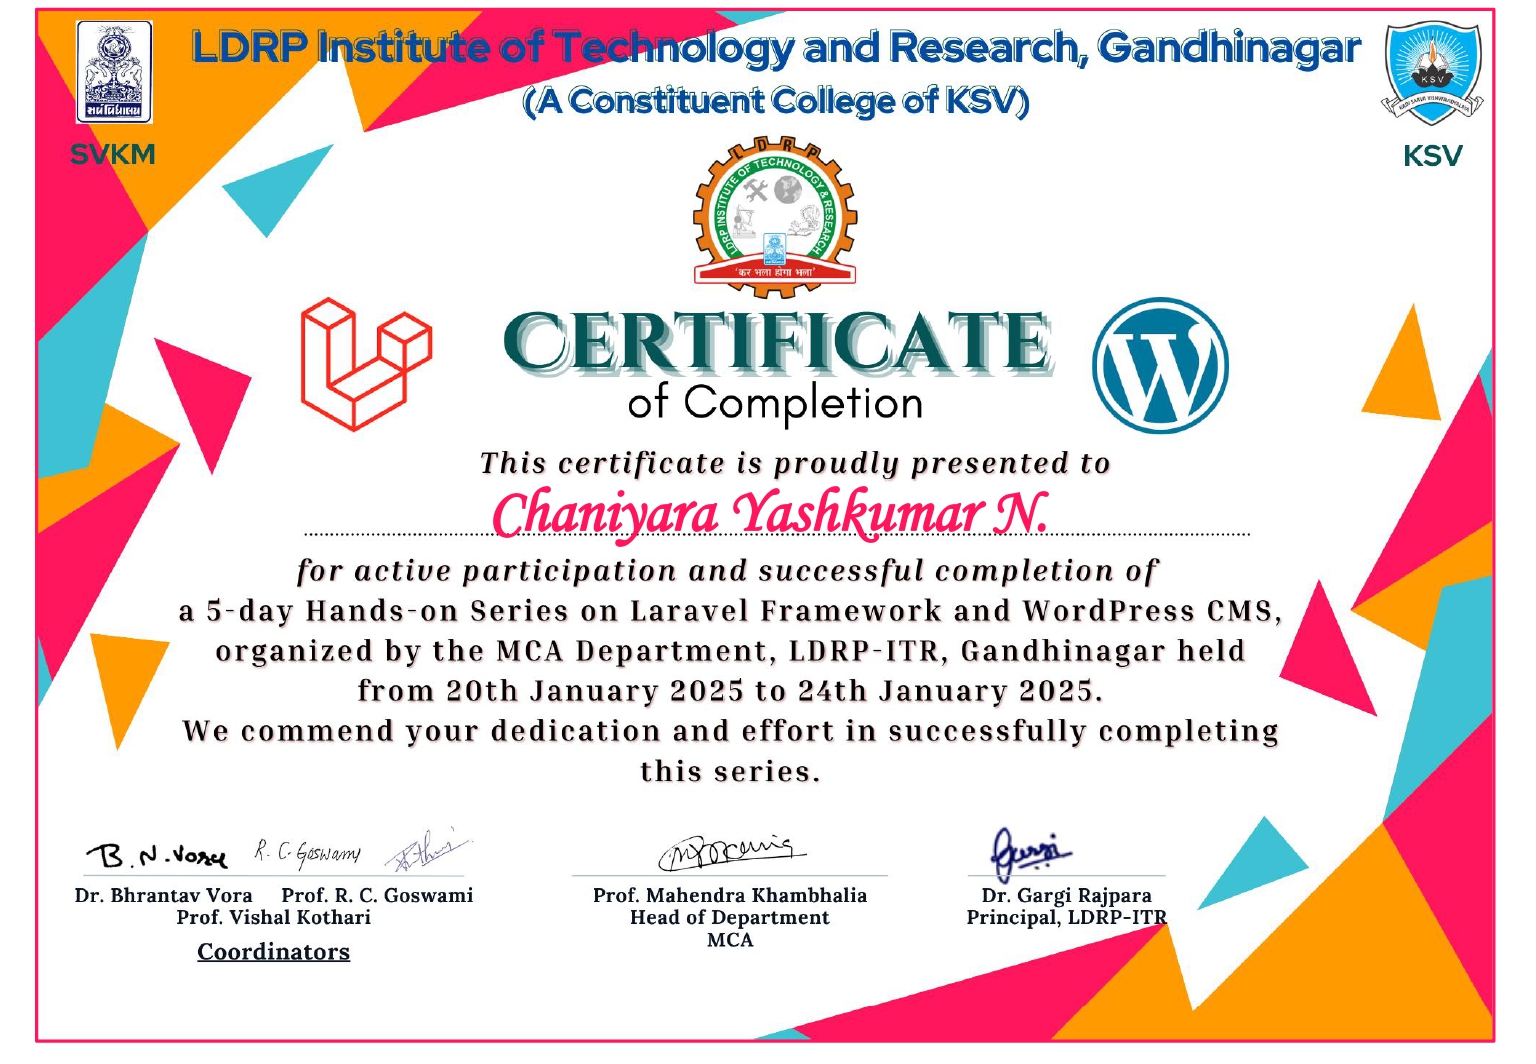 LDRP Institute of Technology and Research, Gandhinagar
(A Constituent College of KSV)
सर्व विद्यालय
SVKM
KSV
KADI SARVA VISHWAVIDYALAYA
KSV
LDRP
LDRP INSTITUTE OF TECHNOLOGY & RESEARCH
'कर भला होगा भला'
CERTIFICATE
of Completion
This certificate is proudly presented to
Chaniyara Yashkumar N.
for active participation and successful completion of
a 5-day Hands-on Series on Laravel Framework and WordPress CMS,
organized by the MCA Department, LDRP-ITR, Gandhinagar held
from 20th January 2025 to 24th January 2025.
We commend your dedication and effort in successfully completing
this series.
B. N. Vora R. C. Goswamy
Dr. Bhrantav Vora Prof. R. C. Goswami
Prof. Vishal Kothari
Coordinators
Prof. Mahendra Khambhalia
Head of Department
MCA
Dr. Gargi Rajpara
Principal, LDRP-ITR